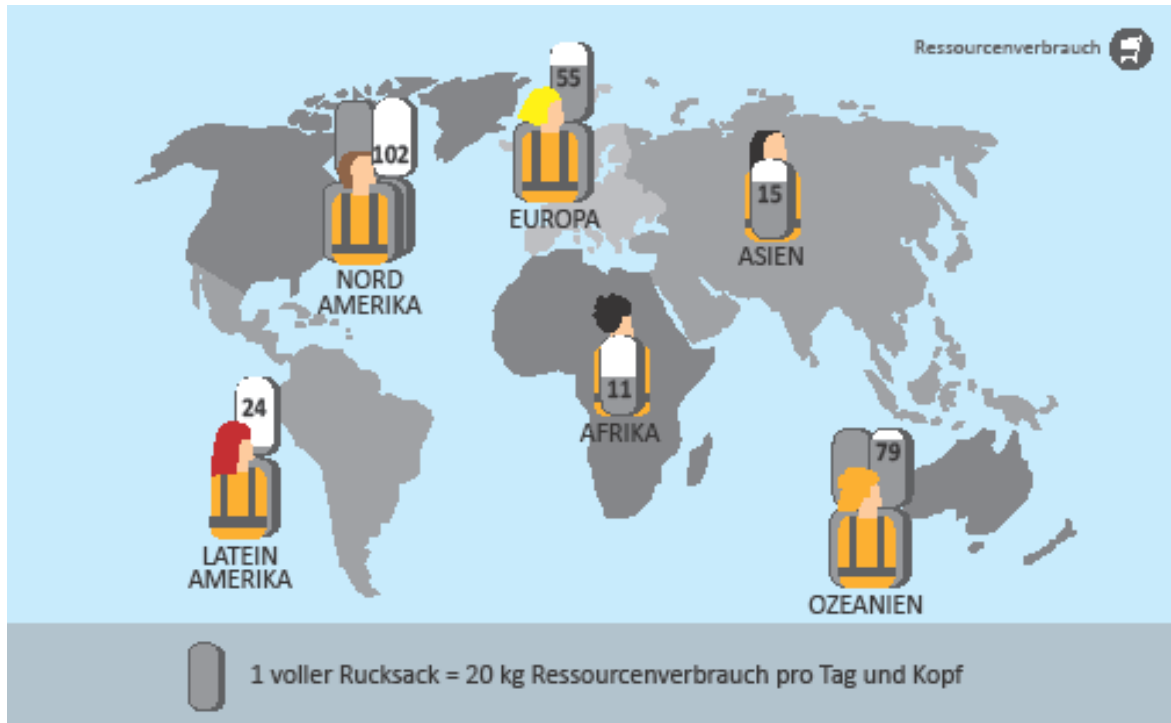 Ressourcenverbrauch
55
EUROPA
102
NORD
AMERIKA
15
ASIEN
11
AFRIKA
24
LATEIN
AMERIKA
79
OZEANIEN
1 voller Rucksack = 20 kg Ressourcenverbrauch pro Tag und Kopf